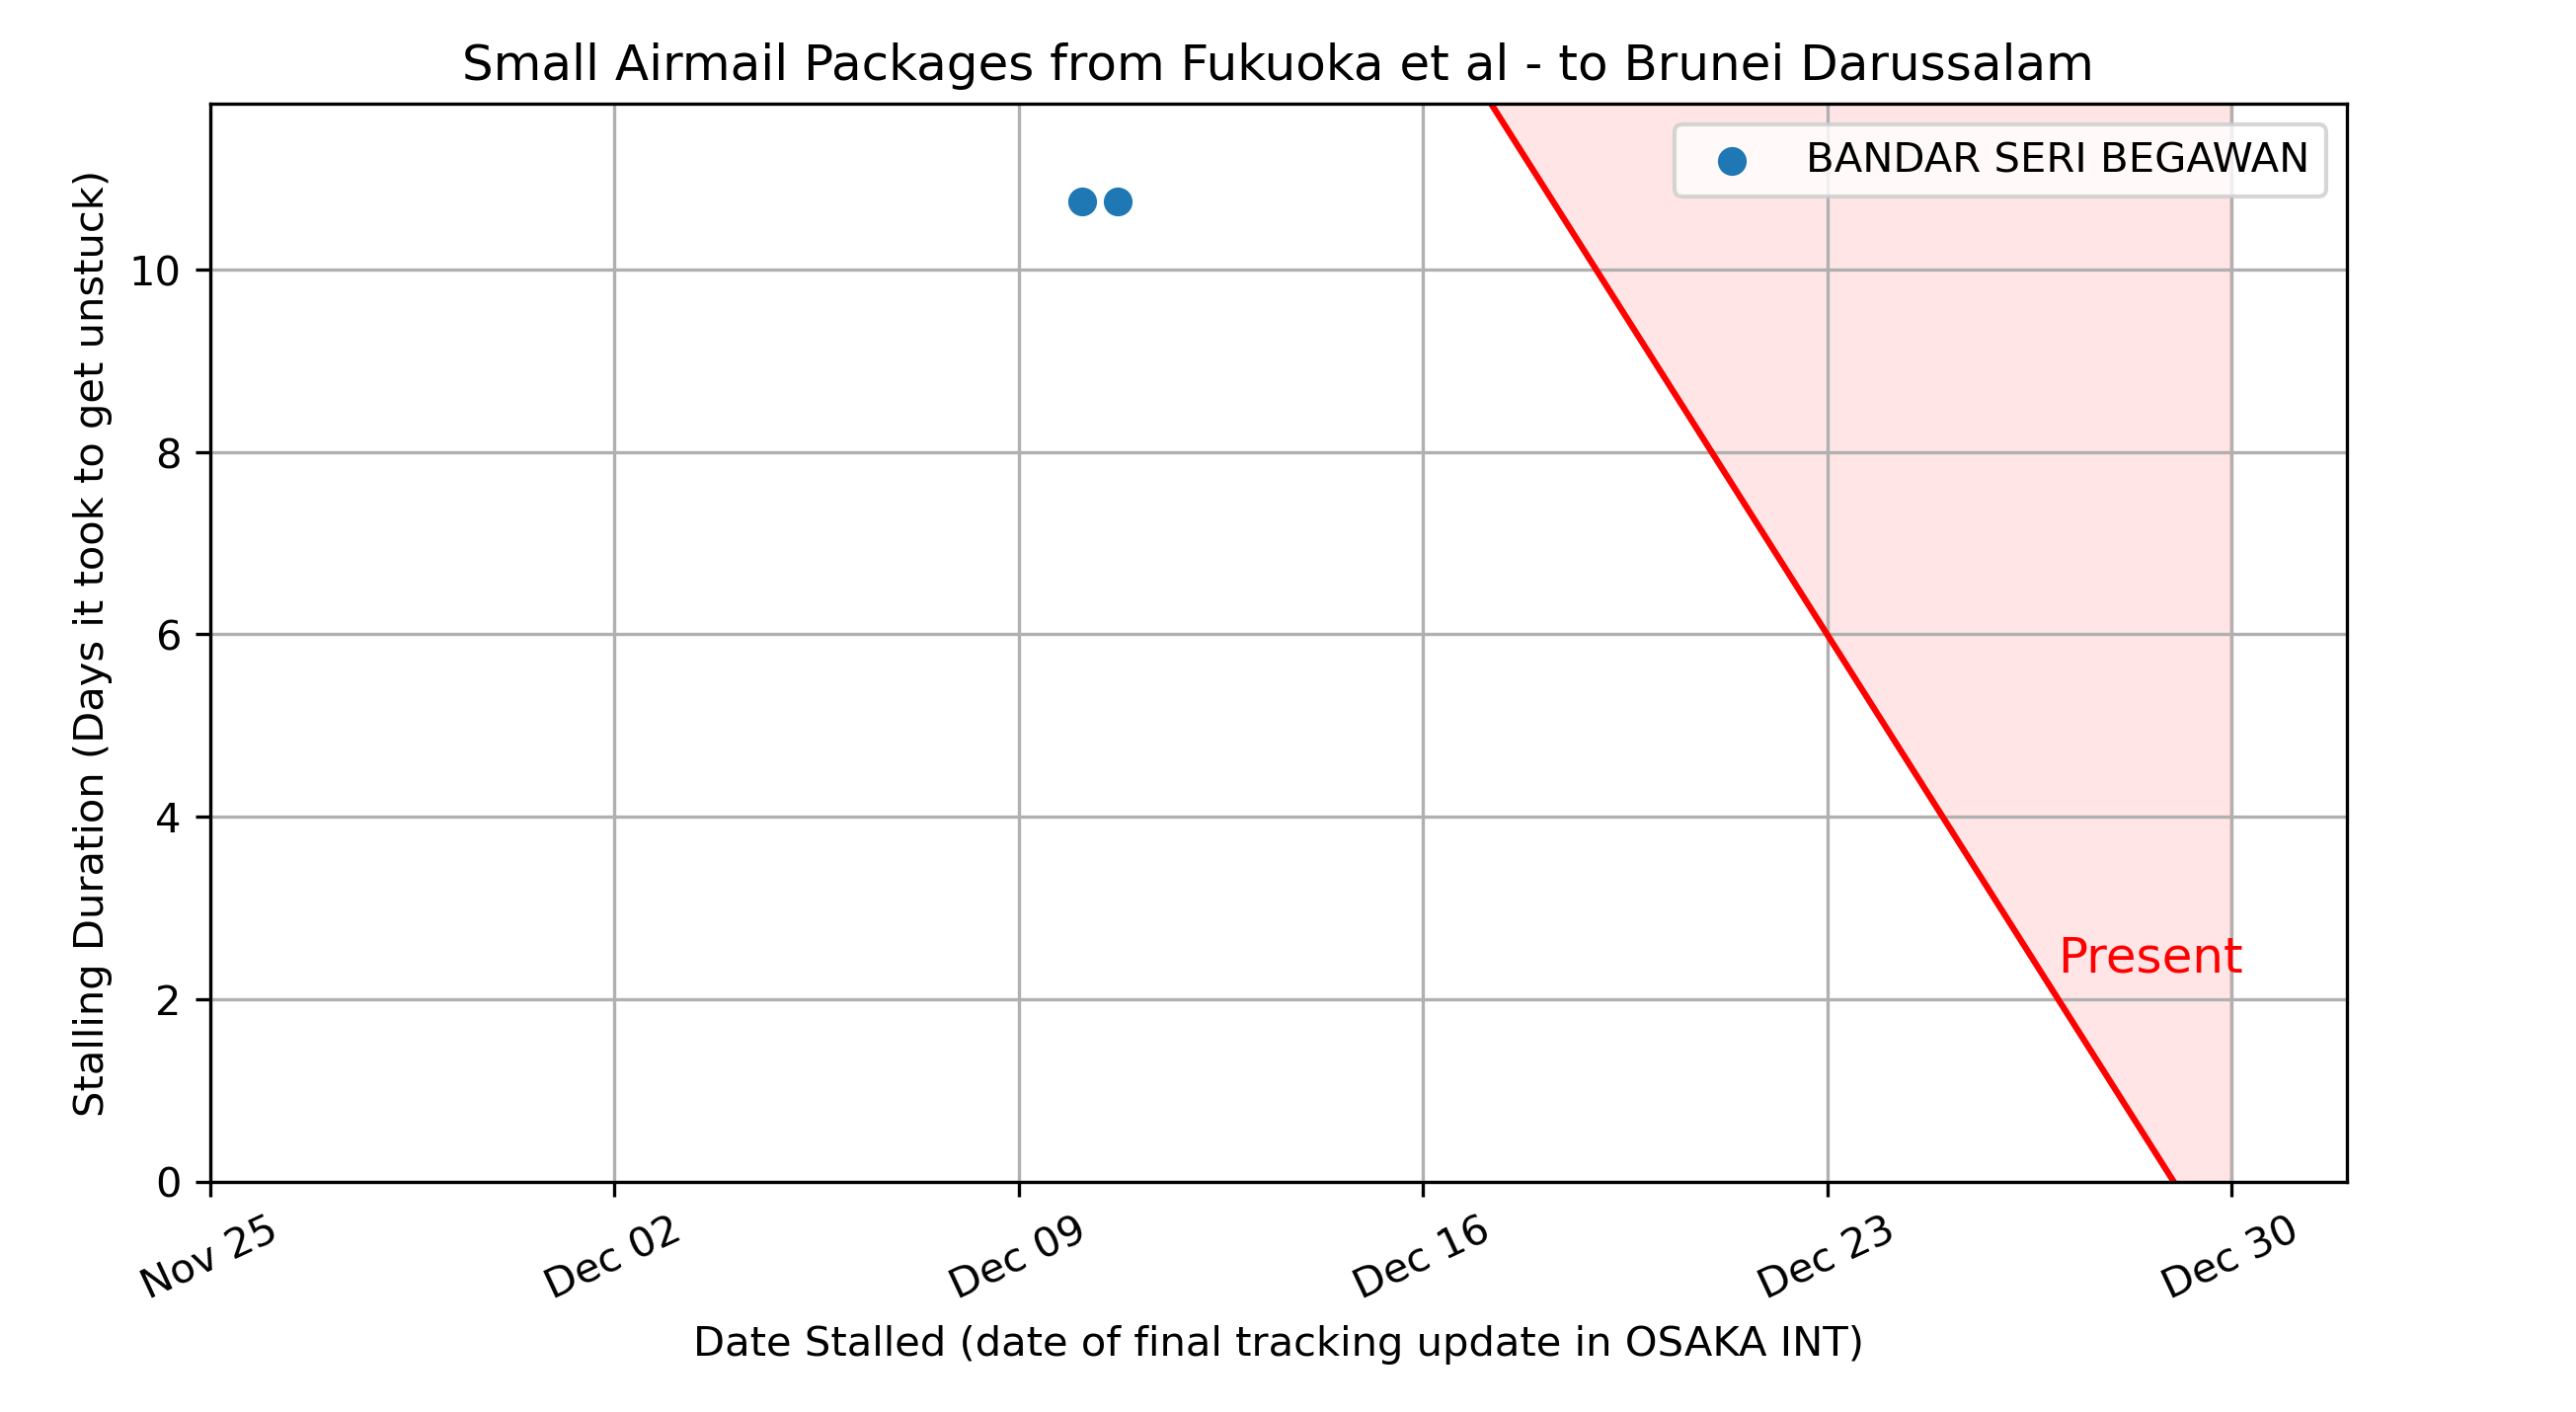 Small Airmail Packages from Fukuoka et al - to Brunei Darussalam
BANDAR SERI BEGAWAN
Stalling Duration (Days it took to get unstuck)
10
8
6
4
2
0
Present
Nov 25
Dec 02
Dec 09
Dec 16
Dec 23
Dec 30
Date Stalled (date of final tracking update in OSAKA INT)